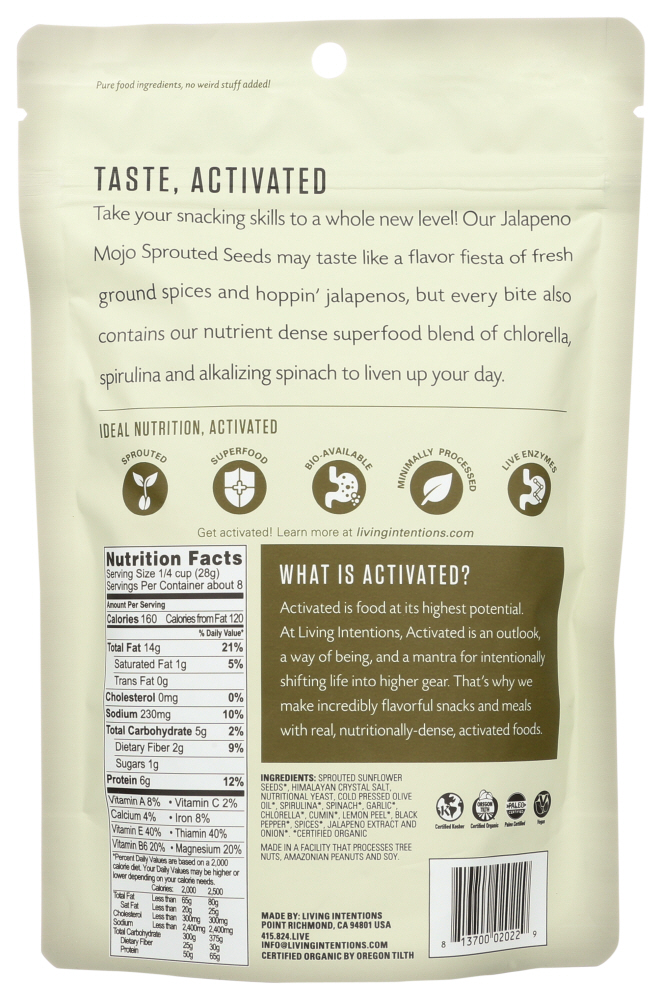 Pure food ingredients, no weird stuff added!
TASTE, ACTIVATED
Take your snacking skills to a whole new level! Our Jalapeno
Mojo Sprouted Seeds may taste like a flavor fiesta of fresh
ground spices and hoppin' jalapenos, but every bite also
contains our nutrient dense superfood blend of chlorella,
spirulina and alkalizing spinach to liven up your day.
IDEAL NUTRITION, ACTIVATED
SPROUTED
SUPERFOOD
BIO-AVAILABLE
MINIMALLY PROCESSED
LIVE ENZYMES
Get activated! Learn more at livingintentions.com
Nutrition Facts
Serving Size 1/4 cup (28g)
Servings Per Container about 8
Amount Per Serving
Calories 160 Calories from Fat 120
% Daily Value*
Total Fat 14g 21%
Saturated Fat 1g 5%
Trans Fat 0g
Cholesterol 0mg 0%
Sodium 230mg 10%
Total Carbohydrate 5g 2%
Dietary Fiber 2g 9%
Sugars 1g
Protein 6g 12%
Vitamin A 8% • Vitamin C 2%
Calcium 4% • Iron 8%
Vitamin E 40% • Thiamin 40%
Vitamin B6 20% • Magnesium 20%
*Percent Daily Values are based on a 2,000
calorie diet. Your Daily Values may be higher or
lower depending on your calorie needs.
Calories: 2,000 2,500
Total Fat Less than 65g 80g
Sat Fat Less than 20g 25g
Cholesterol Less than 300mg 300mg
Sodium Less than 2,400mg 2,400mg
Total Carbohydrate 300g 375g
Dietary Fiber 25g 30g
Protein 50g 65g
WHAT IS ACTIVATED?
Activated is food at its highest potential.
At Living Intentions, Activated is an outlook,
a way of being, and a mantra for intentionally
shifting life into higher gear. That's why we
make incredibly flavorful snacks and meals
with real, nutritionally-dense, activated foods.
INGREDIENTS: SPROUTED SUNFLOWER
SEEDS*, HIMALAYAN CRYSTAL SALT,
NUTRITIONAL YEAST, COLD PRESSED OLIVE
OIL*, SPIRULINA*, SPINACH*, GARLIC*,
CHLORELLA*, CUMIN*, LEMON PEEL*, BLACK
PEPPER*, SPICES*, JALAPENO EXTRACT AND
ONION*. *CERTIFIED ORGANIC
MADE IN A FACILITY THAT PROCESSES TREE
NUTS, AMAZONIAN PEANUTS AND SOY.
OREGON TILTH
PALEO
Certified Kosher
Certified Organic
Paleo Certified
Vegan
MADE BY: LIVING INTENTIONS
POINT RICHMOND, CA 94801 USA
415.824.LIVE
INFO@LIVINGINTENTIONS.COM
CERTIFIED ORGANIC BY OREGON TILTH
8 13700 02022 9